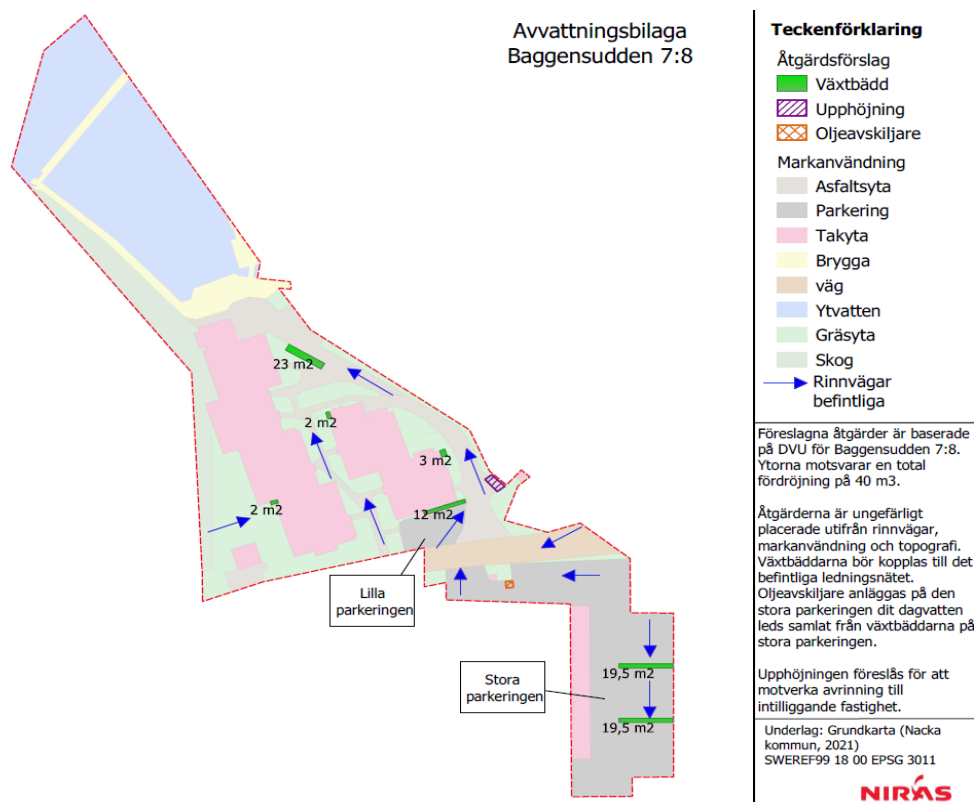 Avvattningsbilaga
Baggensudden 7:8
23 m2
2 m2
3 m2
2 m2
12 m2
Lilla
parkeringen
Stora
parkeringen
19,5 m2
19,5 m2
Teckenförklaring
Åtgärdsförslag
Växtbädd
Upphöjning
Oljeavskiljare
Markanvändning
Asfaltsyta
Parkering
Takyta
Brygga
väg
Ytvatten
Gräsyta
Skog
Rinnvägar
befintliga
Föreslagna åtgärder är baserade
på DVU för Baggensudden 7:8.
Ytorna motsvarar en total
fördröjning på 40 m3.
Åtgärderna är ungefärligt
placerade utifrån rinnvägar,
markanvändning och topografi.
Växtbäddarna bör kopplas till det
befintliga ledningsnätet.
Oljeavskiljare anläggas på den
stora parkeringen dit dagvatten
leds samlat från växtbäddarna på
stora parkeringen.
Upphöjningen föreslås för att
motverka avrinning till
intilliggande fastighet.
Underlag: Grundkarta (Nacka
kommun, 2021)
SWEREF99 18 00 EPSG 3011
NIRAS